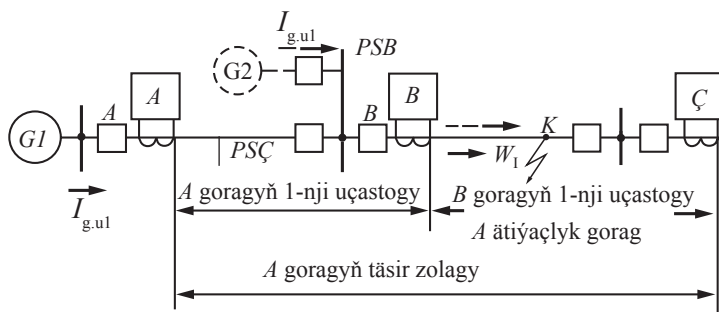 I g.u1
PSB
G2
A
A
B
B
Ç
G1
K
PSÇ
W I
I g.u1
A goragyň 1-nji uçastogy
B goragyň 1-nji uçastogy
A ätiýaçlyk gorag
A goragyň täsir zolagy